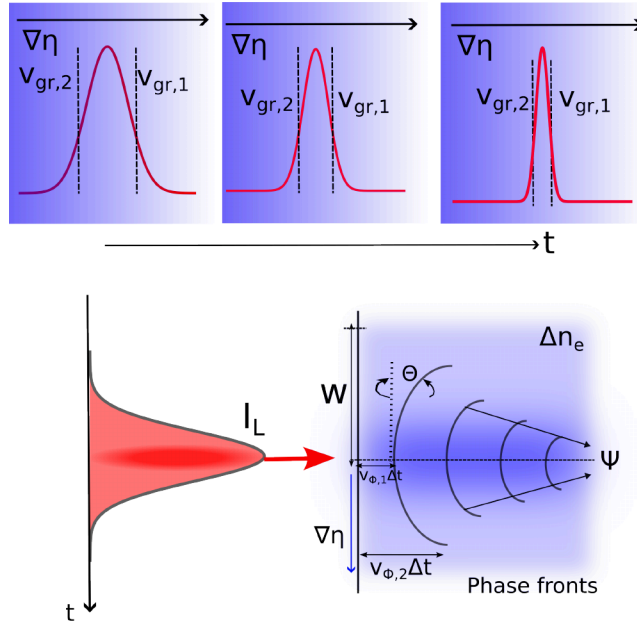 ∇η
v_gr,2
v_gr,1
∇η
v_gr,2
v_gr,1
∇η
v_gr,2
v_gr,1
t
Δn_e
Θ
W
I_L
Ψ
v_Φ,1Δt
∇η
v_Φ,2Δt
Phase fronts
t